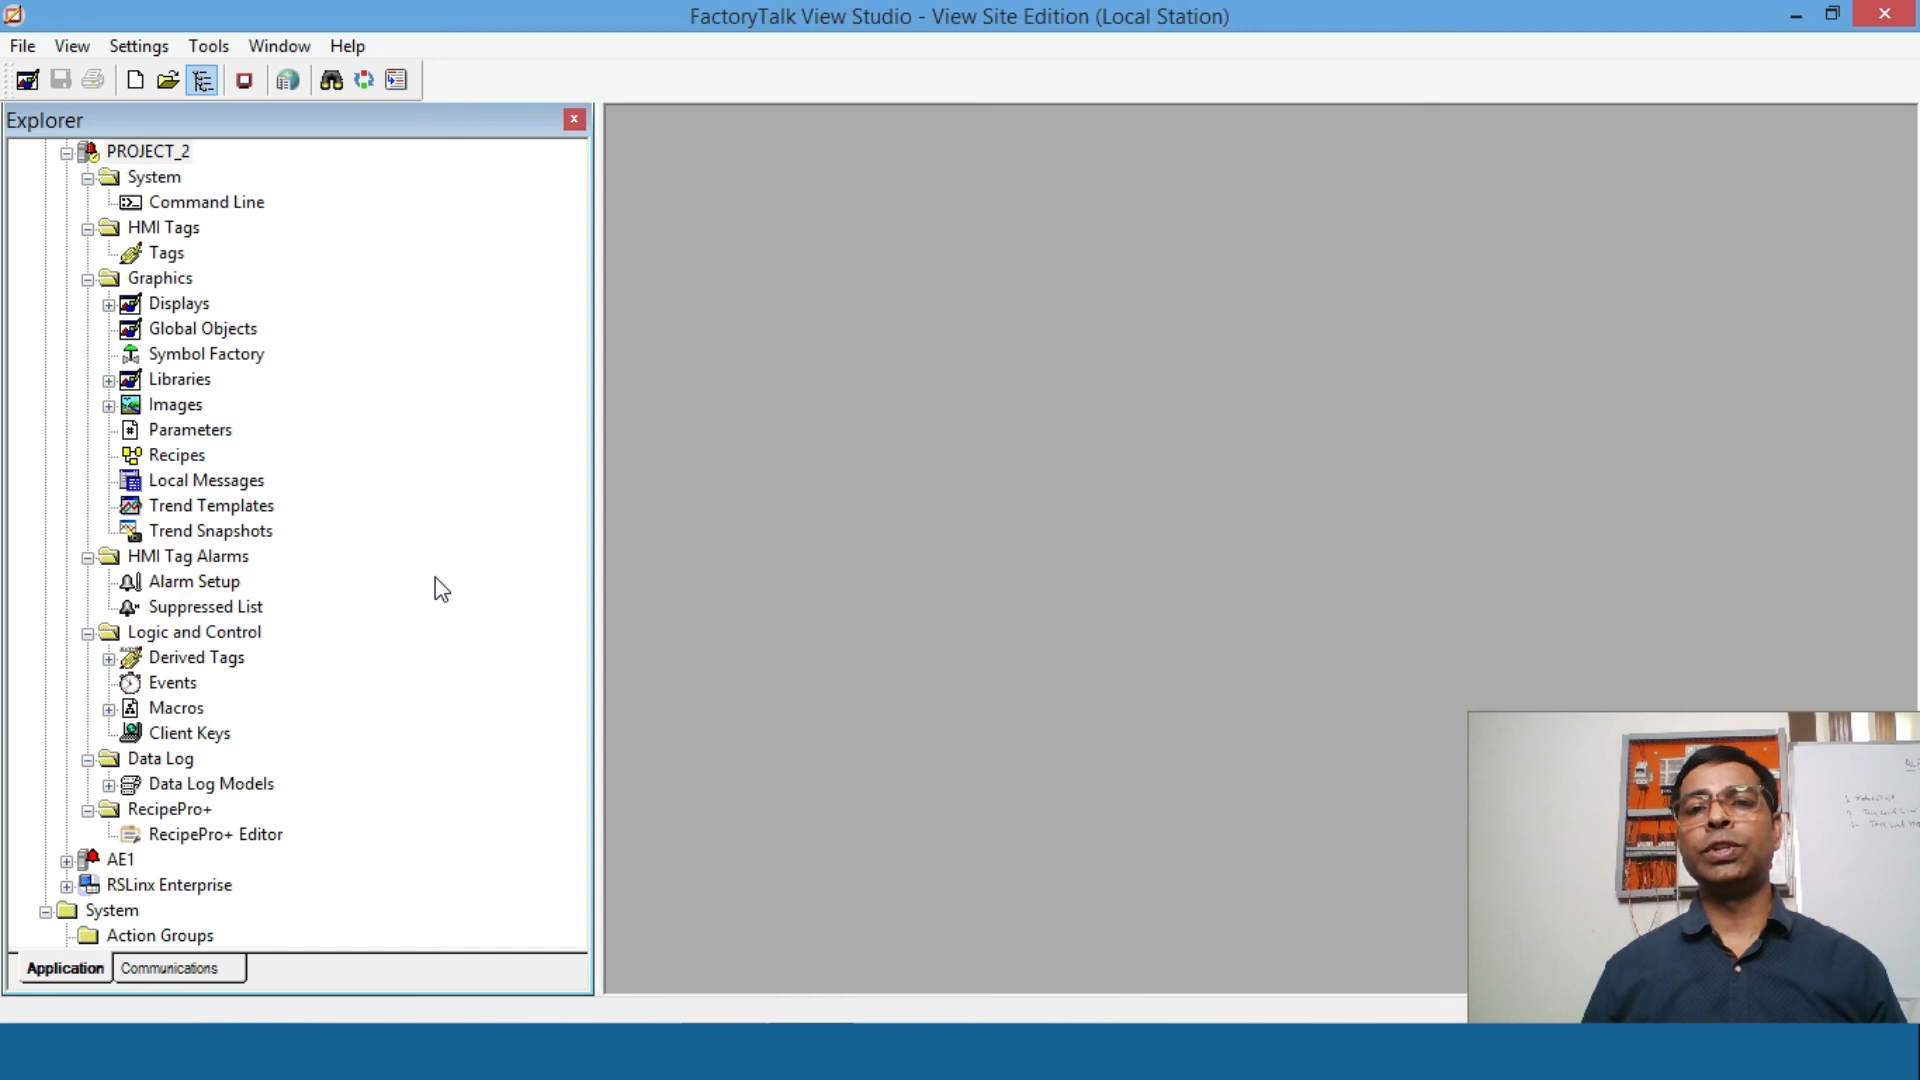 FactoryTalk View Studio - View Site Edition (Local Station)
File View Settings Tools Window Help
Explorer
PROJECT_2
System
Command Line
HMI Tags
Tags
Graphics
Displays
Global Objects
Symbol Factory
Libraries
Images
Parameters
Recipes
Local Messages
Trend Templates
Trend Snapshots
HMI Tag Alarms
Alarm Setup
Suppressed List
Logic and Control
Derived Tags
Events
Macros
Client Keys
Data Log
Data Log Models
RecipePro+
RecipePro+ Editor
AE1
RSLinx Enterprise
System
Action Groups
Application Communications